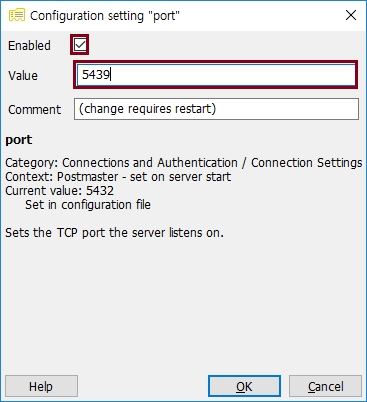 Configuration setting "port"
Enabled
Value 5439
Comment (change requires restart)
port
Category: Connections and Authentication / Connection Settings
Context: Postmaster - set on server start
Current value: 5432
Set in configuration file
Sets the TCP port the server listens on.
Help OK Cancel